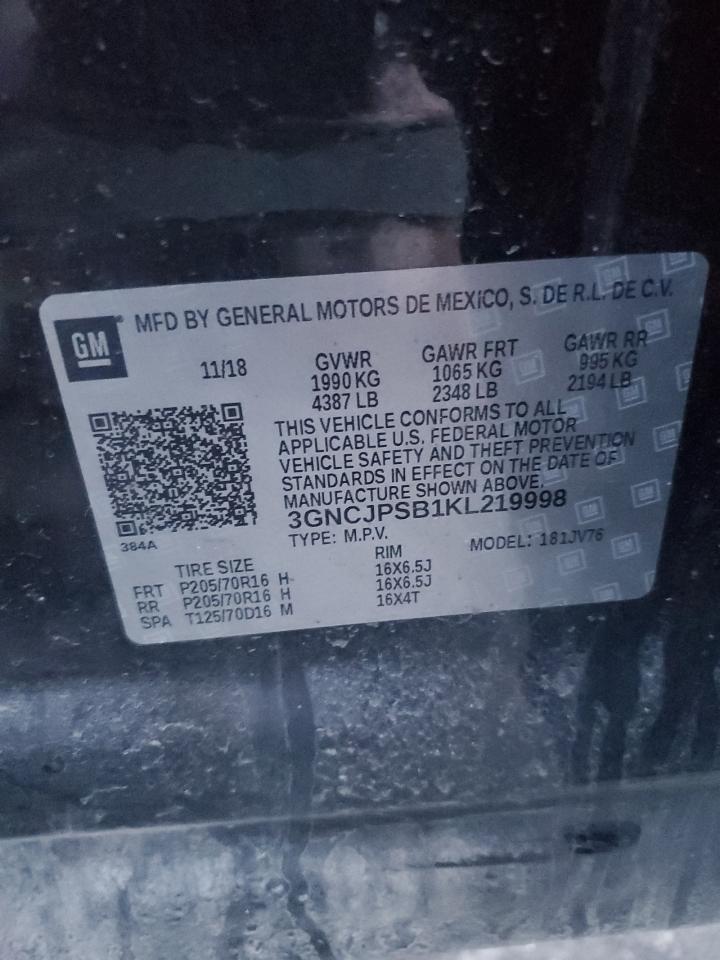 GM
MFD BY GENERAL MOTORS DE MEXICO, S. DE R.L. DE C.V.
11/18 GVWR GAWR FRT GAWR RR
1990 KG 1065 KG 995 KG
4387 LB 2348 LB 2194 LB
THIS VEHICLE CONFORMS TO ALL
APPLICABLE U.S. FEDERAL MOTOR
VEHICLE SAFETY AND THEFT PREVENTION
STANDARDS IN EFFECT ON THE DATE OF
MANUFACTURE SHOWN ABOVE.
3GNCJPSB1KL219998
384A
TYPE: M.P.V. MODEL: 181JV76
TIRE SIZE RIM
FRT P205/70R16 H 16X6.5J
RR P205/70R16 H 16X6.5J
SPA T125/70D16 M 16X4T